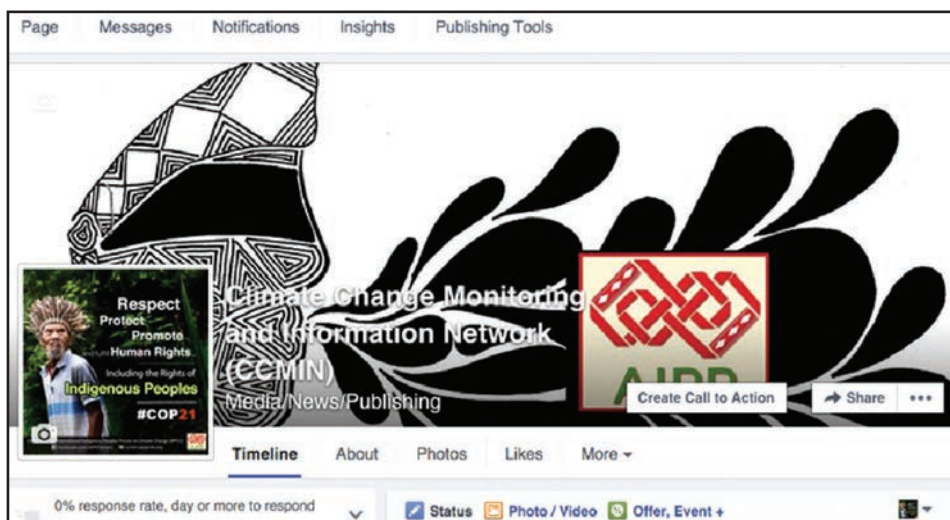 Page Messages Notifications Insights Publishing Tools
Respect
Protect
Promote
Human Rights
Including the Rights of
Indigenous Peoples
#COP21
Climate Change Monitoring
and Information Network
(CCMIN)
Media/News/Publishing
AIPP
Create Call to Action
Share
Timeline About Photos Likes More
0% response rate, day or more to respond
Status Photo / Video Offer, Event +